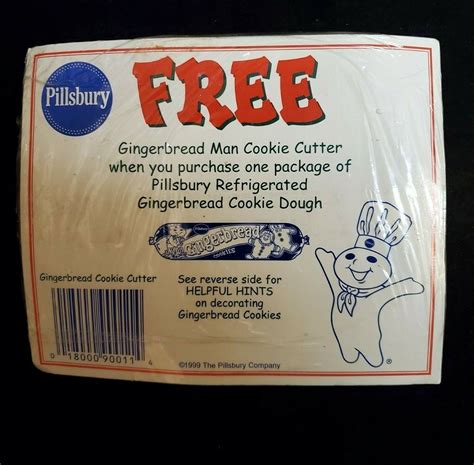 Pillsbury
FREE
Gingerbread Man Cookie Cutter
when you purchase one package of
Pillsbury Refrigerated
Gingerbread Cookie Dough
Pillsbury
Gingerbread
COOKIES
Gingerbread Cookie Cutter
See reverse side for
HELPFUL HINTS
on decorating
Gingerbread Cookies
0 18000 90011 4
©1999 The Pillsbury Company
®